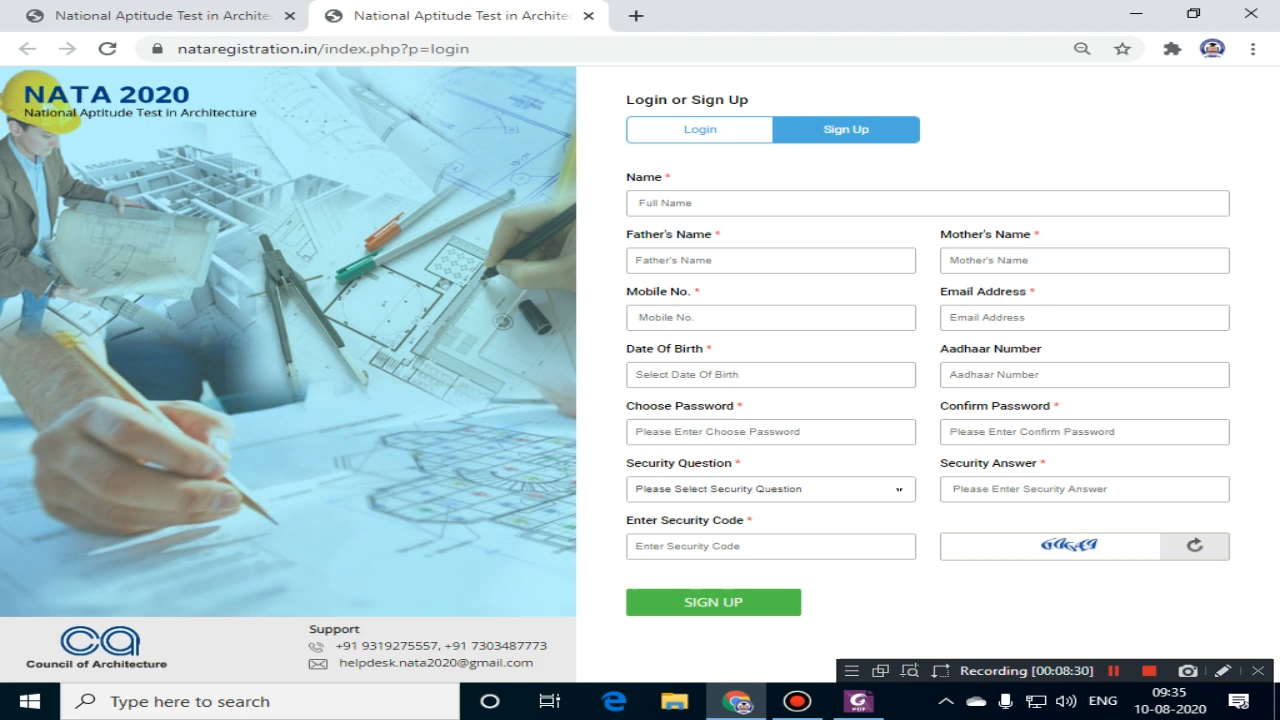 National Aptitude Test in Archite
National Aptitude Test in Archite
nataregistration.in/index.php?p=login
NATA 2020
National Aptitude Test in Architecture
Login or Sign Up
Login
Sign Up
Name *
Full Name
Father's Name *
Mother's Name *
Father's Name
Mother's Name
Mobile No. *
Email Address *
Mobile No.
Email Address
Date Of Birth *
Aadhaar Number
Select Date Of Birth
Aadhaar Number
Choose Password *
Confirm Password *
Please Enter Choose Password
Please Enter Confirm Password
Security Question *
Security Answer *
Please Select Security Question
Please Enter Security Answer
Enter Security Code *
Enter Security Code
SIGN UP
ca
Council of Architecture
Support
+91 9319275557, +91 7303487773
helpdesk.nata2020@gmail.com
Recording [00:08:30]
Type here to search
PDF
ENG
09:35
10-08-2020